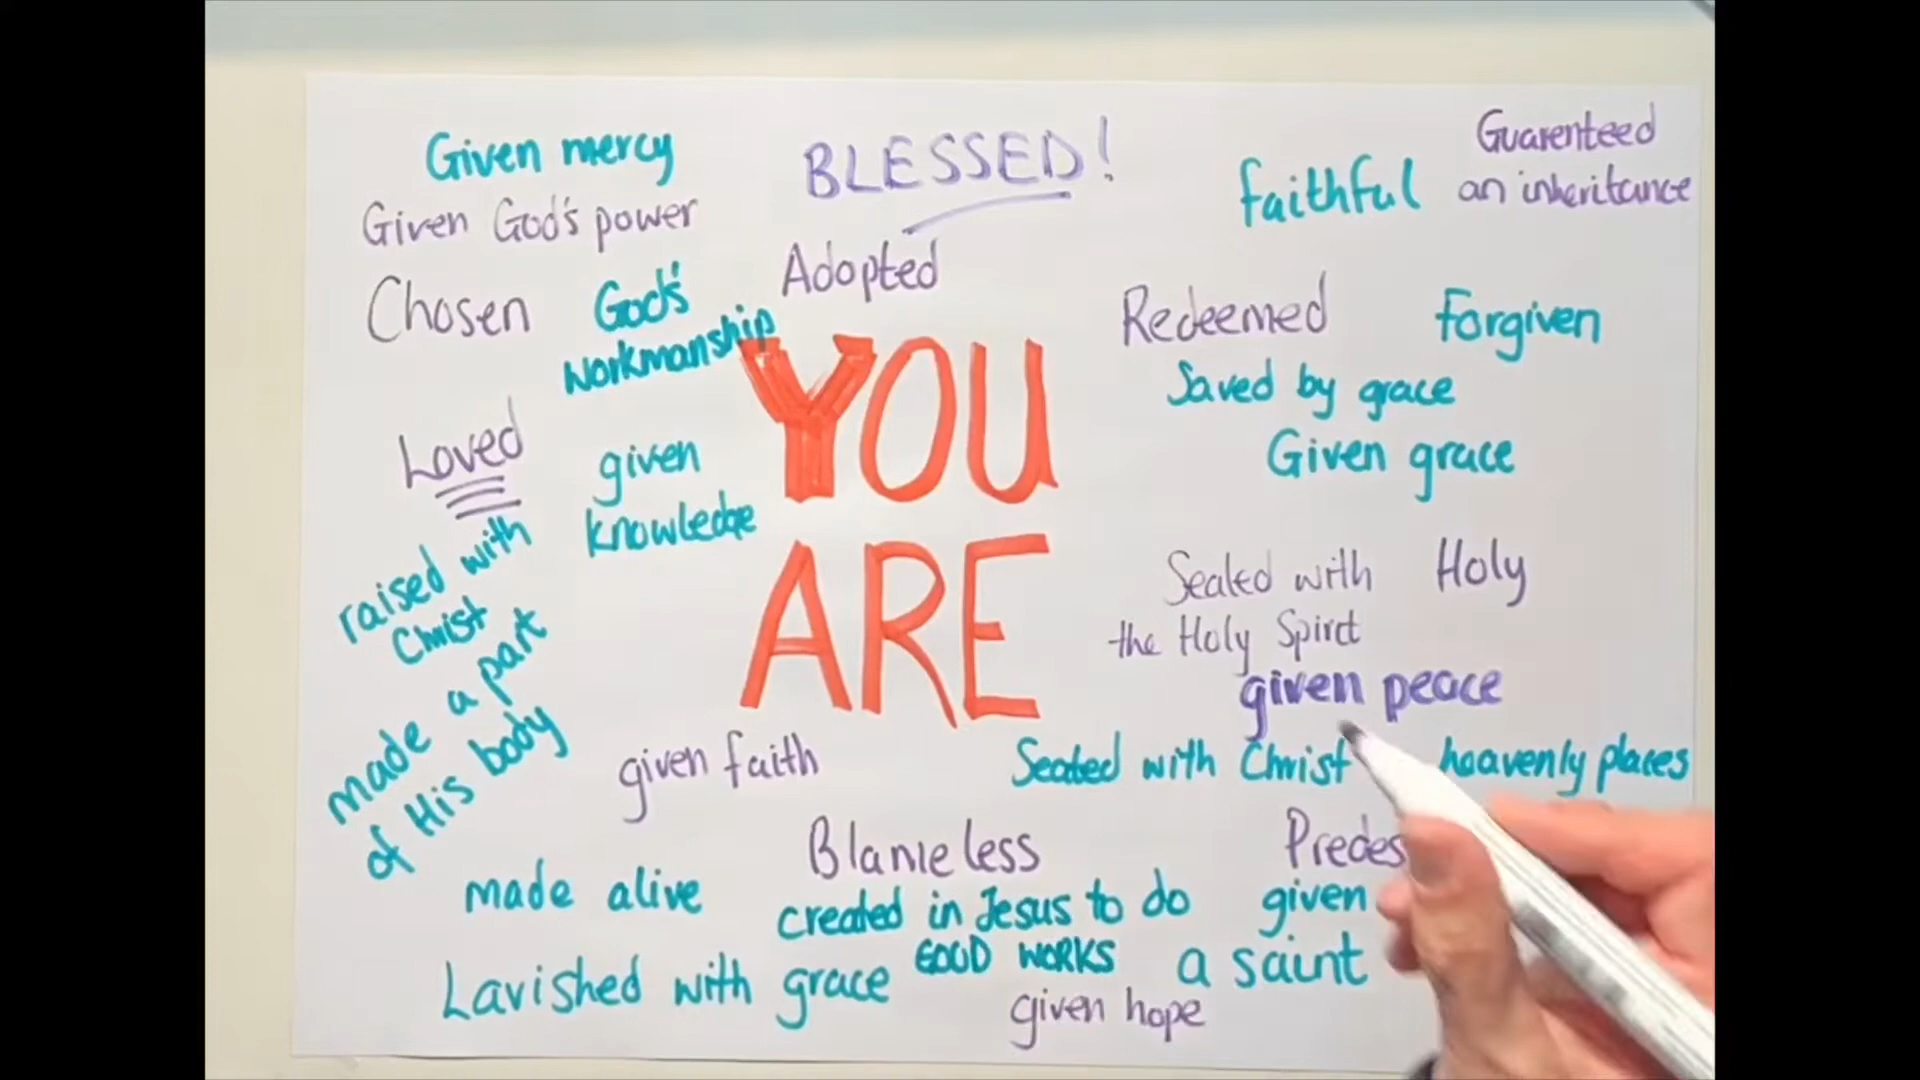 Given mercy
Given God's power
Chosen
God's
workmanship
Loved
given
knowledge
raised with
Christ
made a part
of His body
BLESSED!
Adopted
YOU
ARE
faithful
Guarenteed
an inheritance
Redeemed
Forgiven
Saved by grace
Given grace
Sealed with
the Holy Spirit
Holy
given peace
Seated with Christ
heavenly places
given faith
Blameless
Predes
made alive
created in Jesus to do
GOOD WORKS
given
a saint
Lavished with grace
given hope